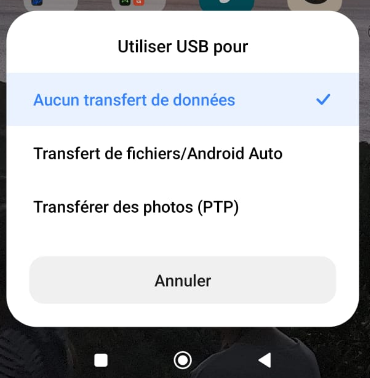 Utiliser USB pour
Aucun transfert de données
Transfert de fichiers/Android Auto
Transférer des photos (PTP)
Annuler